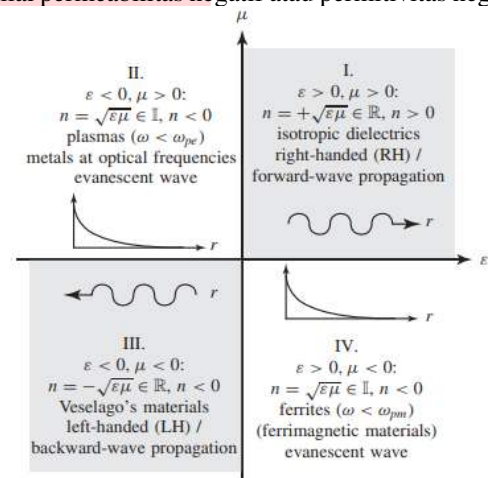 μ
II.
ε < 0, μ > 0:
n = √εμ ∈ 𝕀, n < 0
plasmas (ω < ωpe)
metals at optical frequencies
evanescent wave
r
I.
ε > 0, μ > 0:
n = +√εμ ∈ ℝ, n > 0
isotropic dielectrics
right-handed (RH) /
forward-wave propagation
r
ε
r
III.
ε < 0, μ < 0:
n = −√εμ ∈ ℝ, n < 0
Veselago's materials
left-handed (LH) /
backward-wave propagation
r
IV.
ε > 0, μ < 0:
n = √εμ ∈ 𝕀, n < 0
ferrites (ω < ωpm)
(ferrimagnetic materials)
evanescent wave